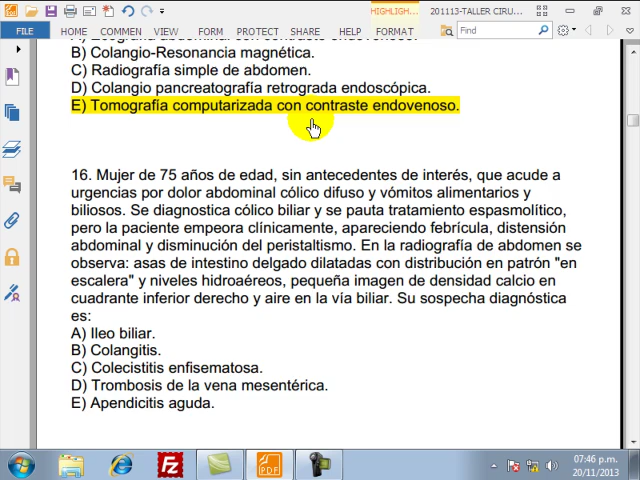 HIGHLIGH...
201113-TALLER CIRU...
FILE
HOME
COMMEN
VIEW
FORM
PROTECT
SHARE
HELP
FORMAT
Find
B) Colangio-Resonancia magnética.
C) Radiografía simple de abdomen.
D) Colangio pancreatografía retrograda endoscópica.
E) Tomografía computarizada con contraste endovenoso.
16. Mujer de 75 años de edad, sin antecedentes de interés, que acude a
urgencias por dolor abdominal cólico difuso y vómitos alimentarios y
biliosos. Se diagnostica cólico biliar y se pauta tratamiento espasmolítico,
pero la paciente empeora clínicamente, apareciendo febrícula, distensión
abdominal y disminución del peristaltismo. En la radiografía de abdomen se
observa: asas de intestino delgado dilatadas con distribución en patrón "en
escalera" y niveles hidroaéreos, pequeña imagen de densidad calcio en
cuadrante inferior derecho y aire en la vía biliar. Su sospecha diagnóstica
es:
A) Ileo biliar.
B) Colangitis.
C) Colecistitis enfisematosa.
D) Trombosis de la vena mesentérica.
E) Apendicitis aguda.
PDF
07:46 p.m.
20/11/2013